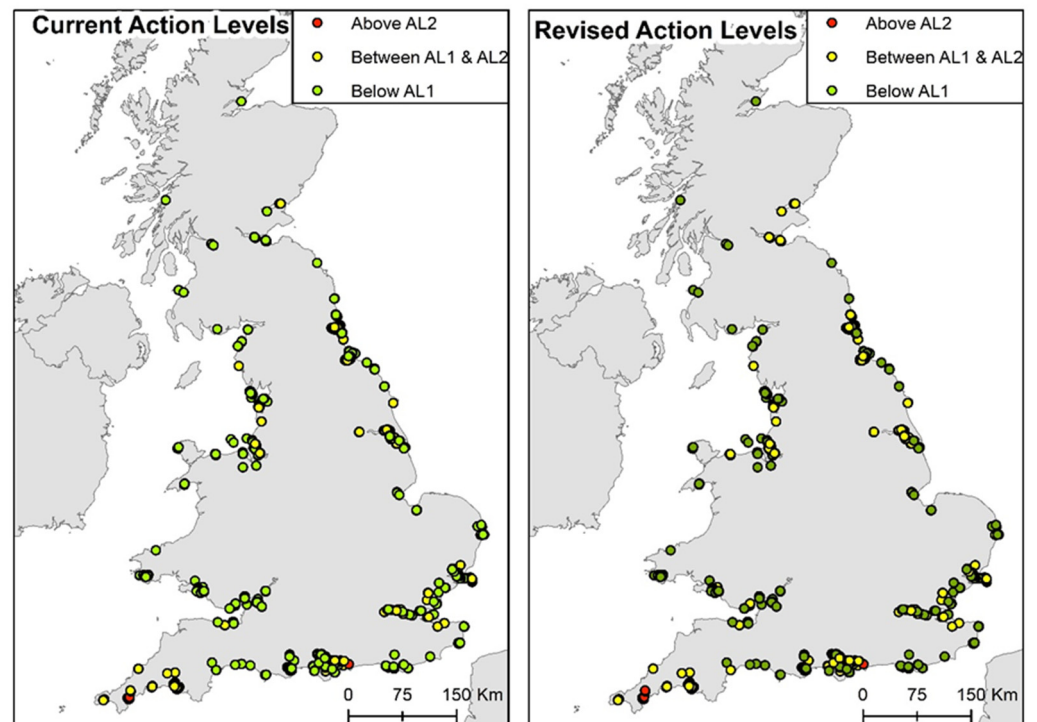 Current Action Levels
Above AL2
Between AL1 & AL2
Below AL1
0 75 150 Km
Revised Action Levels
Above AL2
Between AL1 & AL2
Below AL1
0 75 150 Km